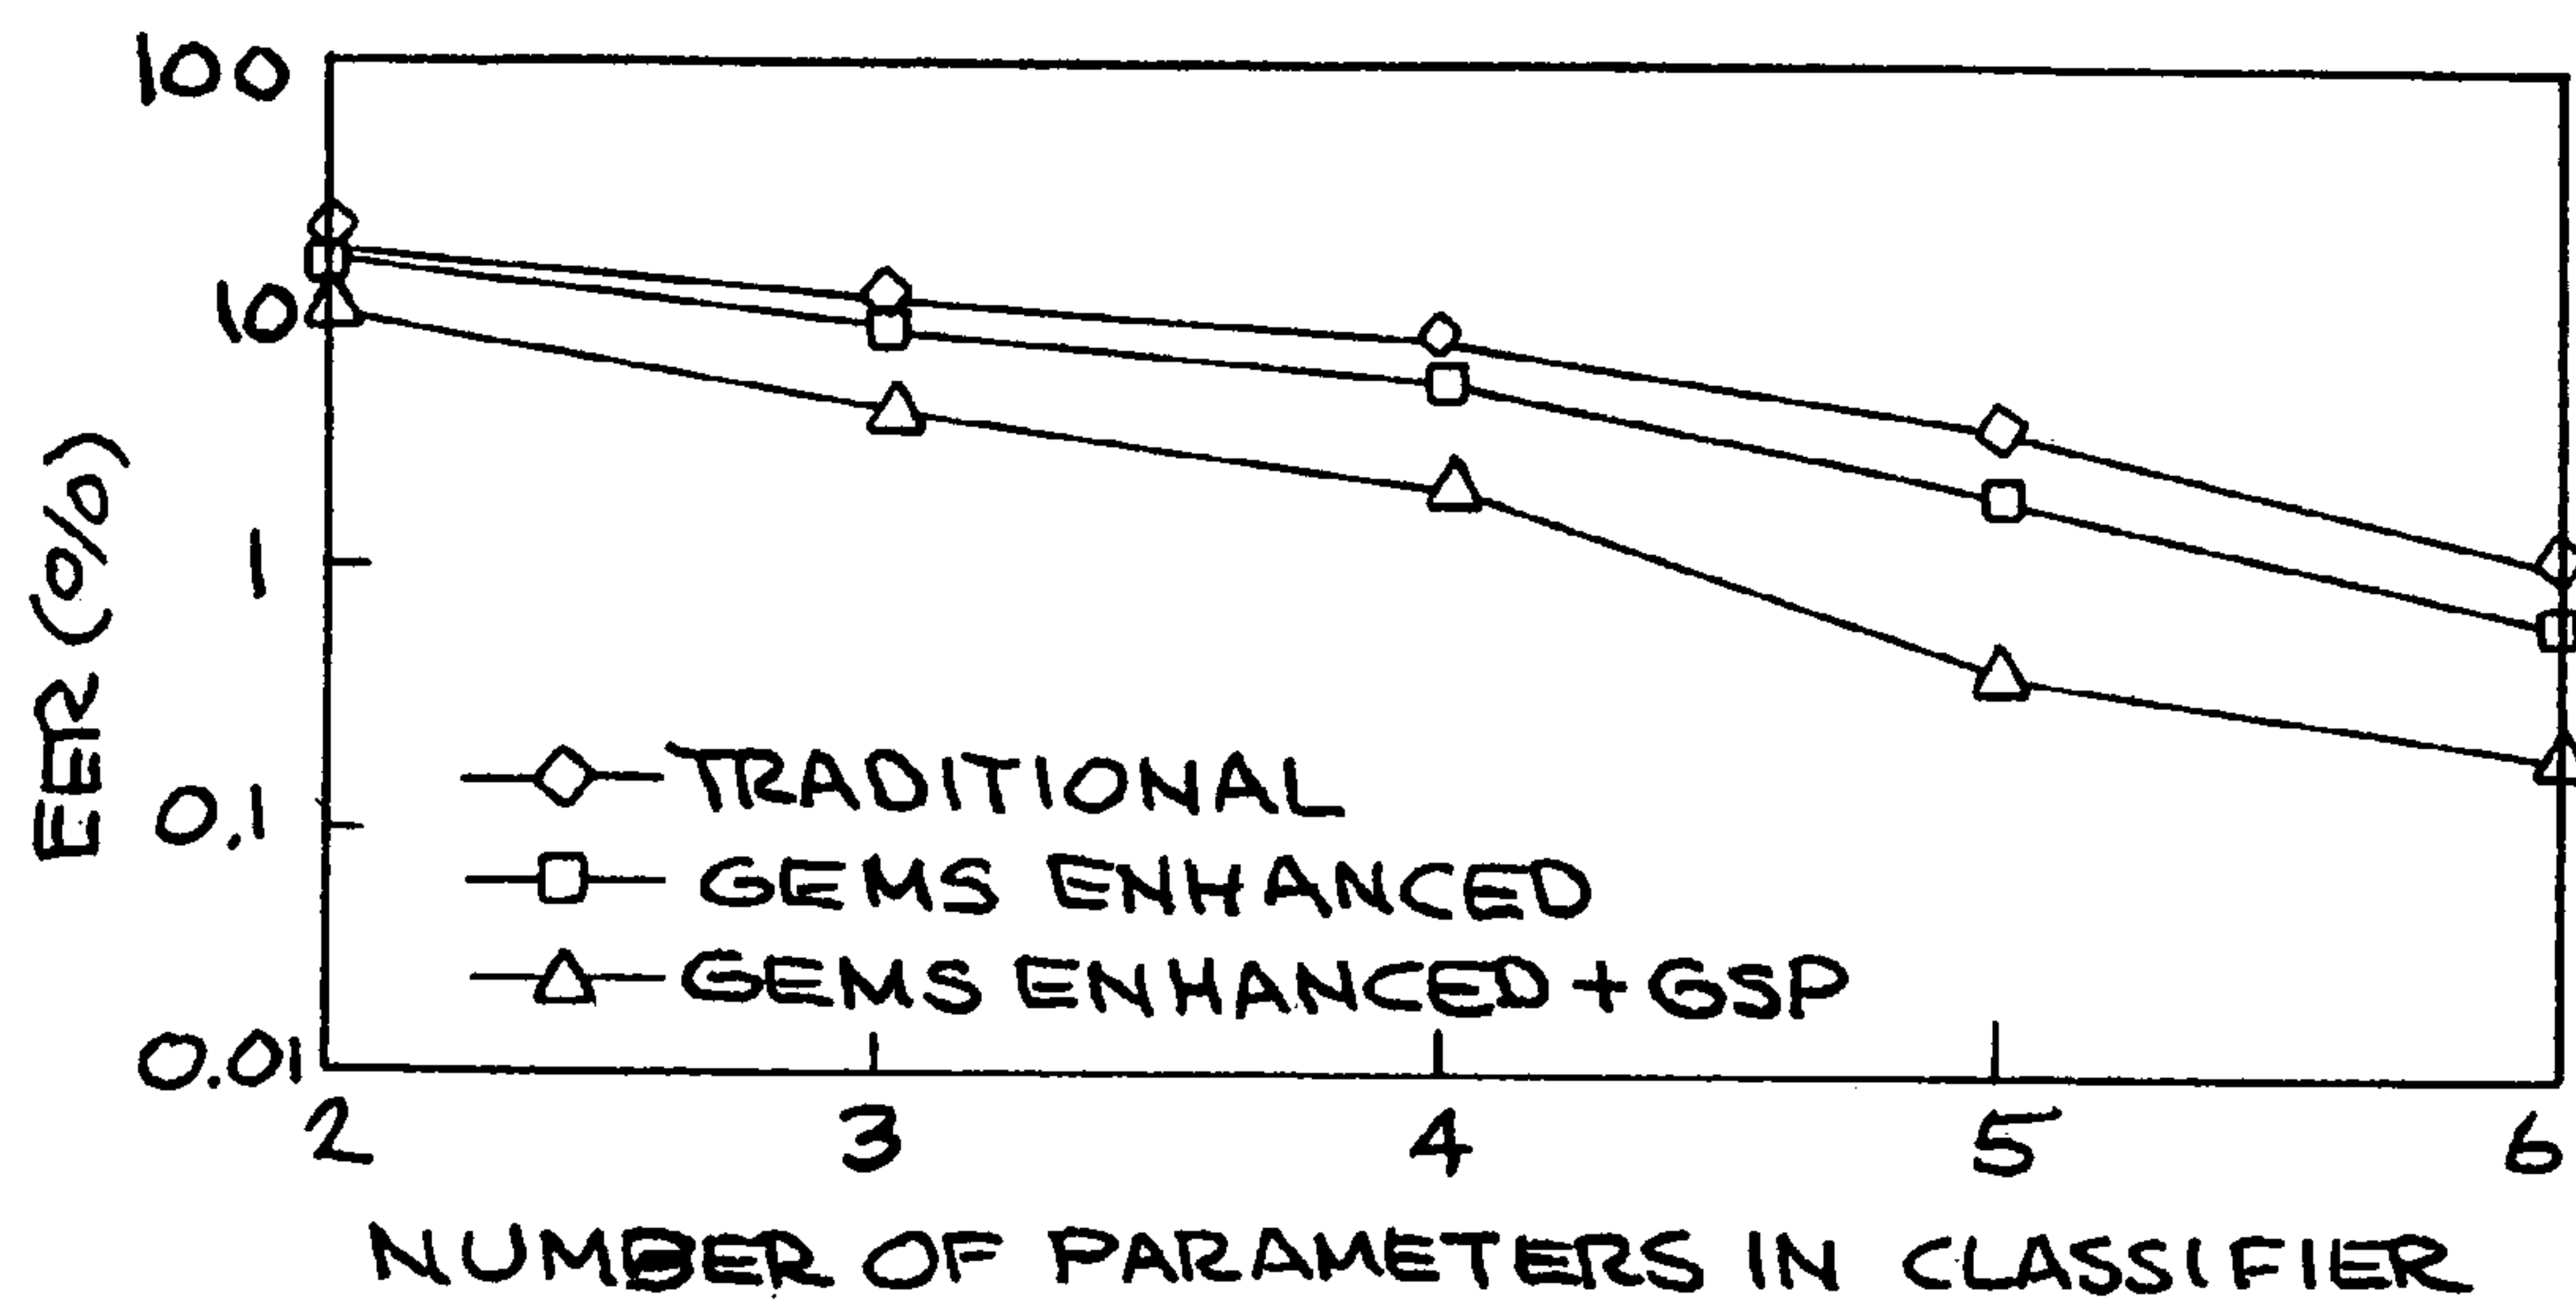 100
10
1
0.1
0.01
EER (%)
TRADITIONAL
GEMS ENHANCED
GEMS ENHANCED + GSP
2 3 4 5 6
NUMBER OF PARAMETERS IN CLASSIFIER